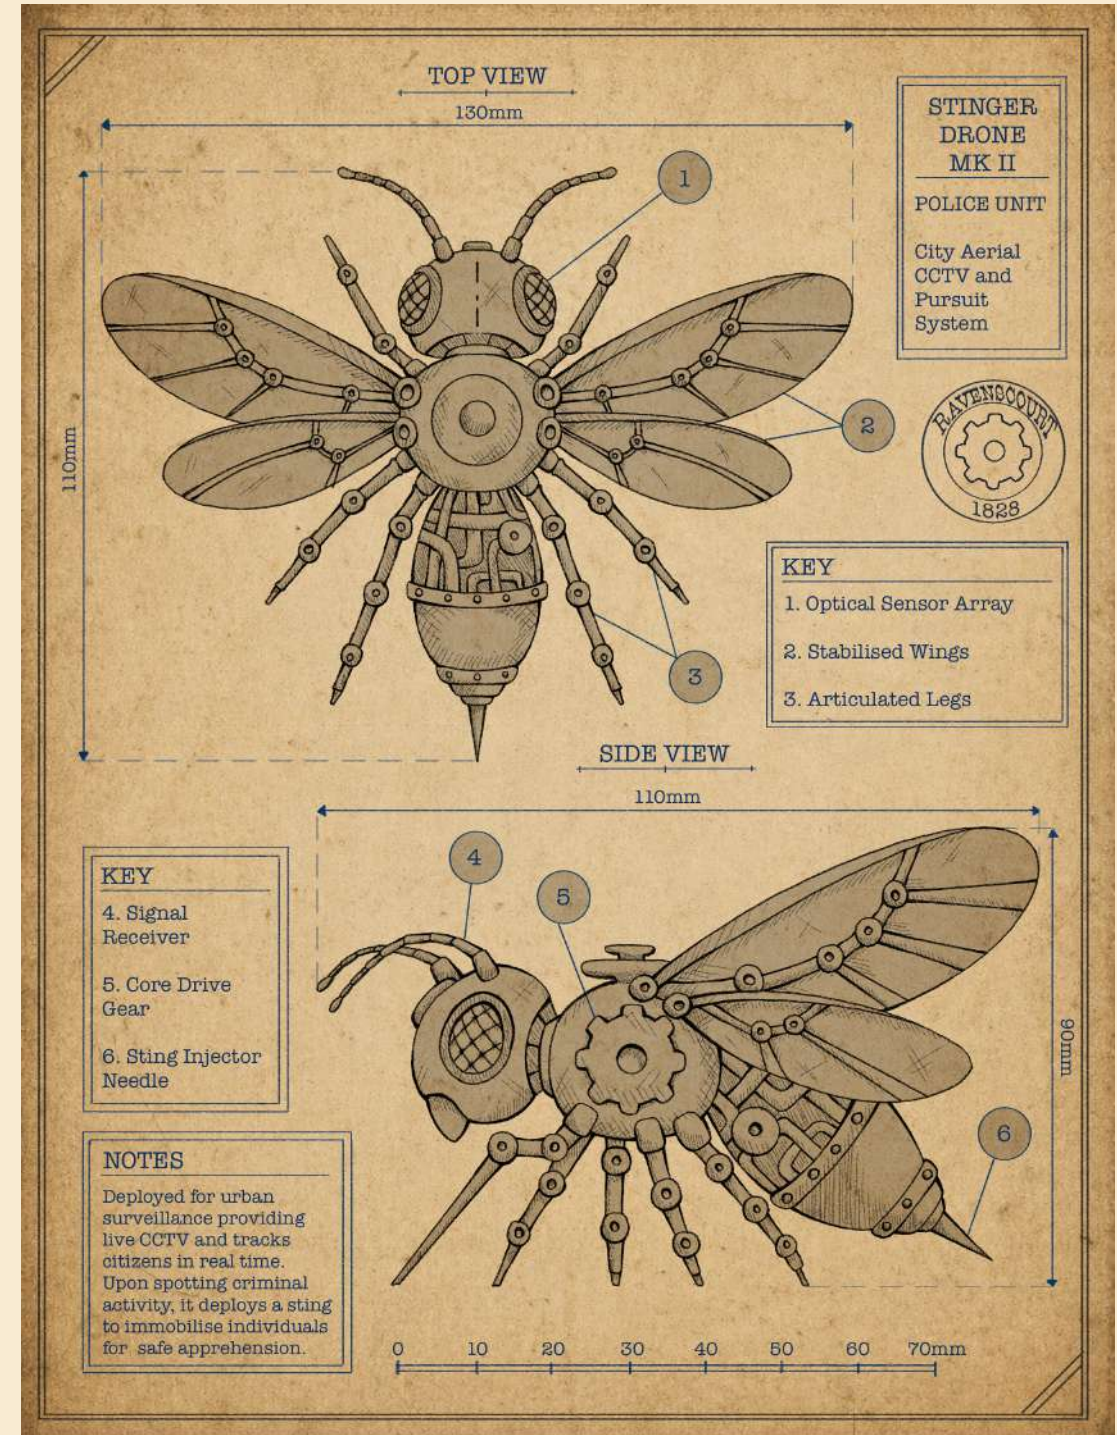 TOP VIEW
130mm
STINGER
DRONE
MK II
POLICE UNIT
City Aerial
CCTV and
Pursuit
System
1
110mm
2
RAVENSCOURT
1828
KEY
1. Optical Sensor Array
2. Stabilised Wings
3. Articulated Legs
3
SIDE VIEW
110mm
4
5
KEY
4. Signal
Receiver
5. Core Drive
Gear
6. Sting Injector
Needle
90mm
6
NOTES
Deployed for urban
surveillance providing
live CCTV and tracks
citizens in real time.
Upon spotting criminal
activity, it deploys a sting
to immobilise individuals
for safe apprehension.
0 10 20 30 40 50 60 70mm